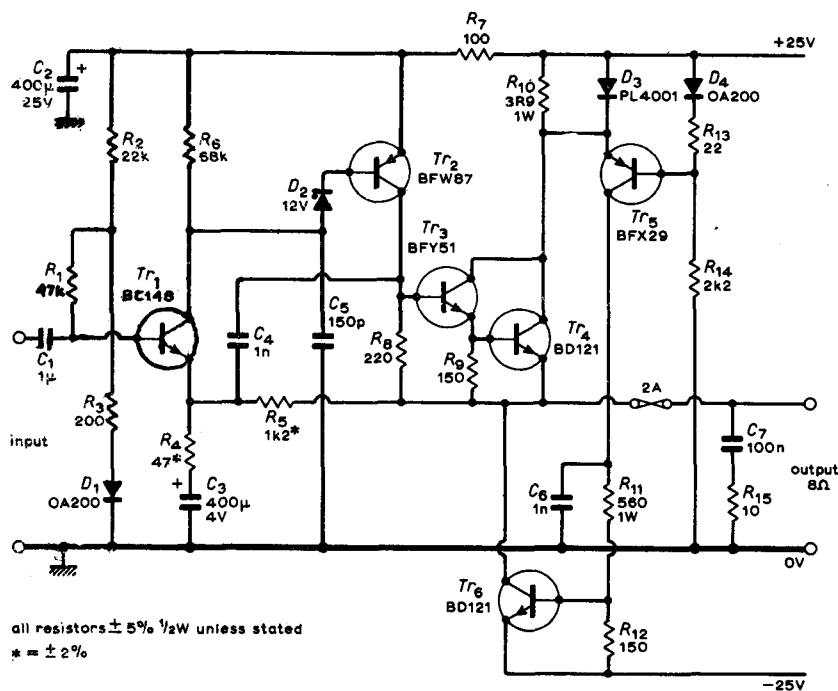 R7
100
+25V
C2
400µ
25V
+
R2
22k
R6
68k
R10
3R9
1W
D3
PL4001
D4
OA200
R13
22
Tr2
BFW87
D2
12V
Tr3
BFY51
Tr5
BFX29
R1
47k
Tr1
BC148
R14
2k2
C1
1µ
C4
1n
C5
150p
R8
220
R9
150
Tr4
BD121
2A
R3
200
R5
1k2*
input
R4
47*
C7
100n
output
8Ω
D1
OA200
+
C3
400µ
4V
C6
1n
R11
560
1W
R15
10
0V
Tr6
BD121
R12
150
all resistors ± 5% ½W unless stated
* = ± 2%
−25V